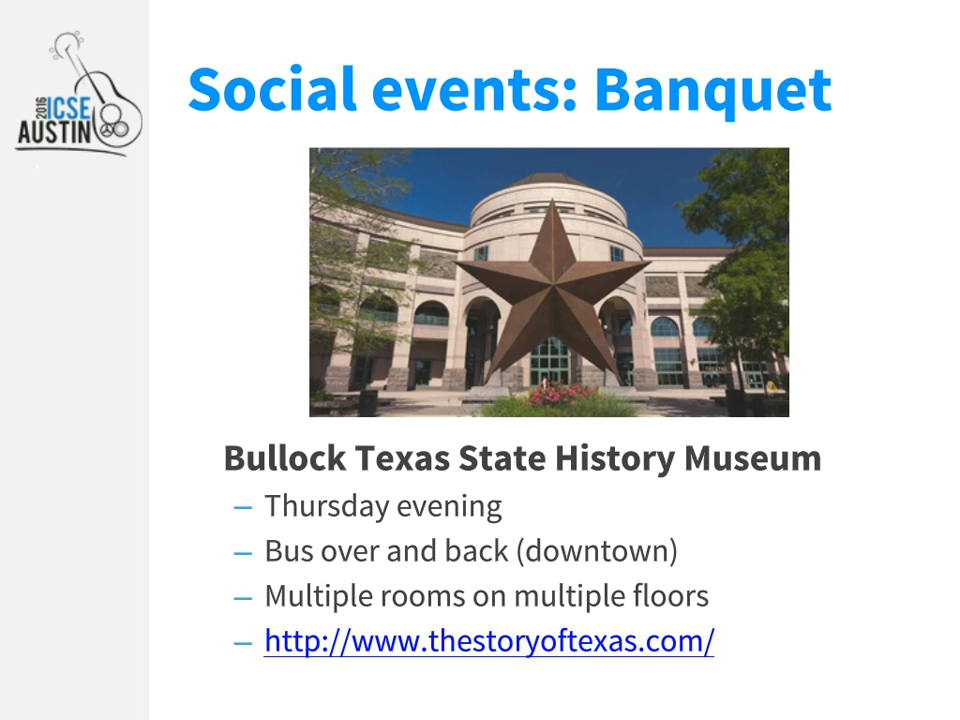 2016
ICSE
AUSTIN
Social events: Banquet
THEATRE
Bullock Texas State History Museum
– Thursday evening
– Bus over and back (downtown)
– Multiple rooms on multiple floors
– http://www.thestoryoftexas.com/